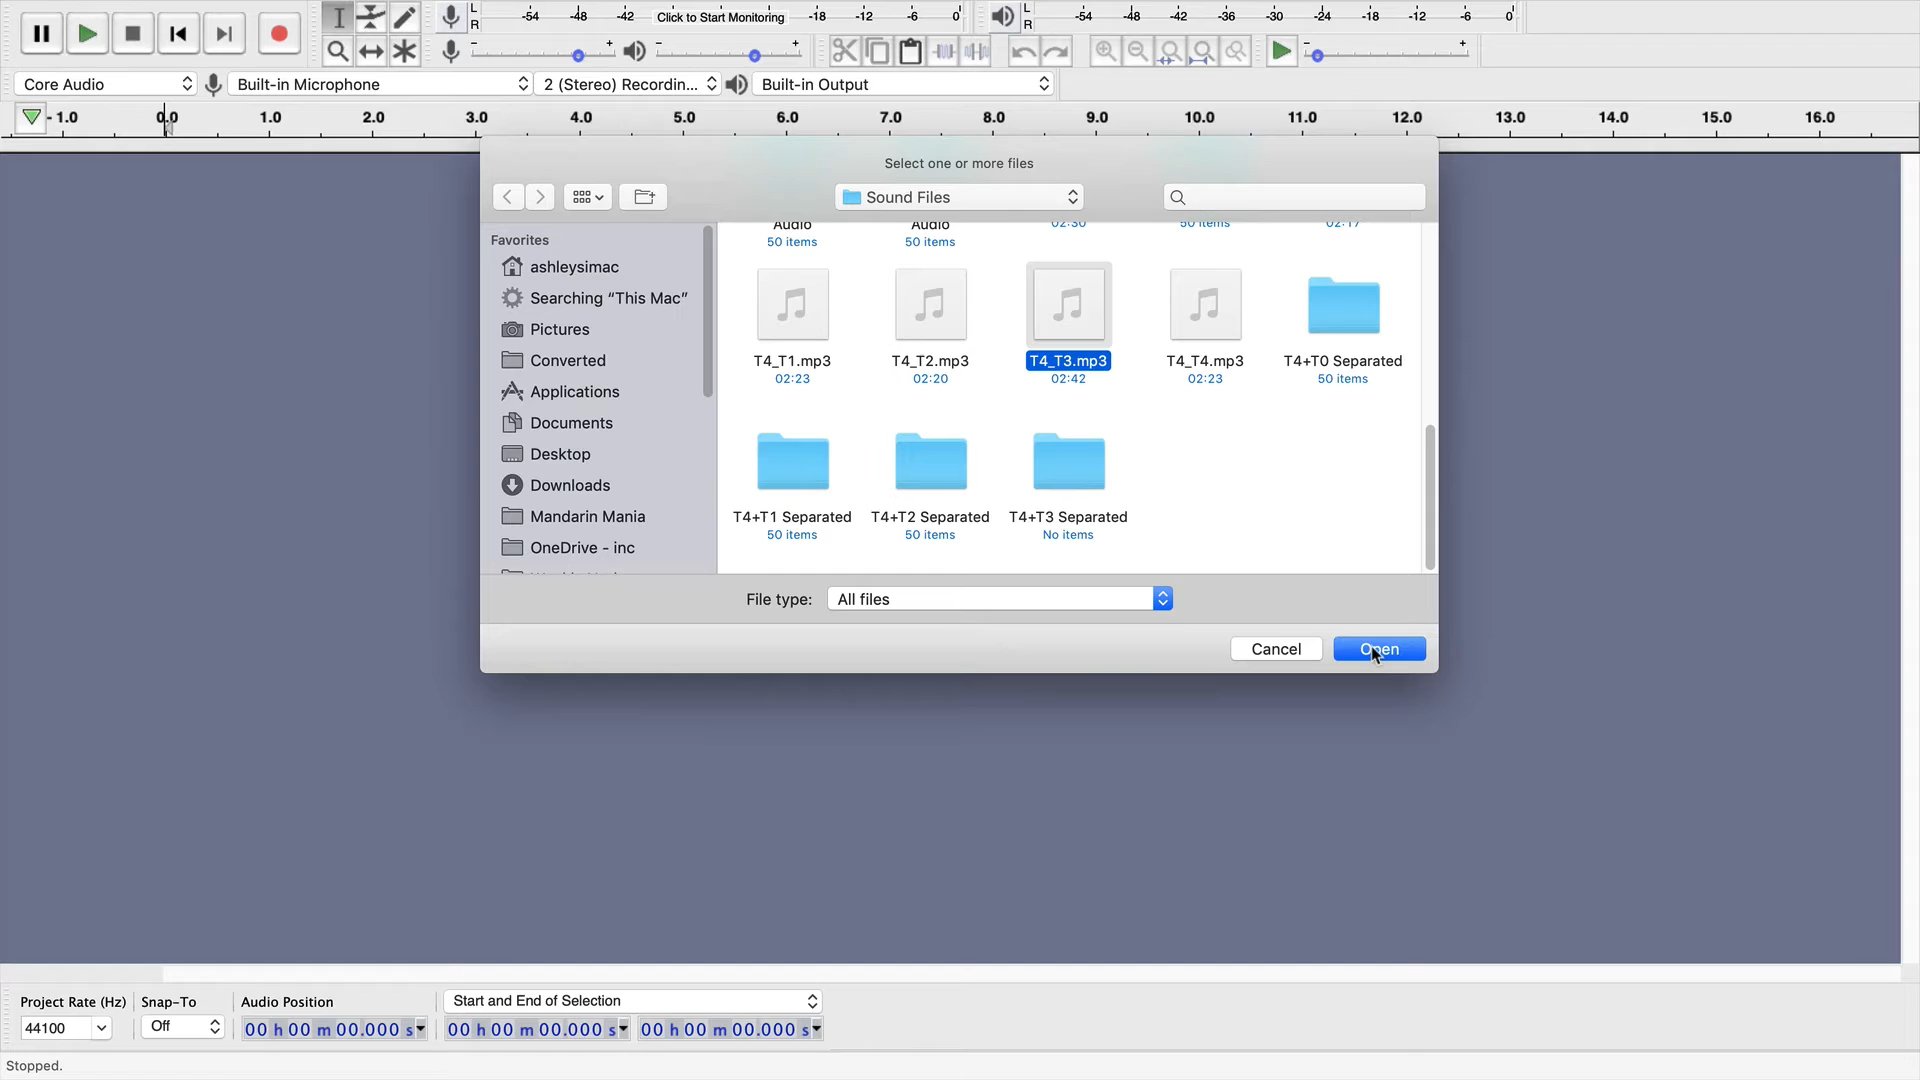 L
R
-54 -48 -42 Click to Start Monitoring -18 -12 -6 0
L
R
-54 -48 -42 -36 -30 -24 -18 -12 -6 0
- +
- +
- +
Core Audio
Built-in Microphone
2 (Stereo) Recordin...
Built-in Output
- 1.0 0.0 1.0 2.0 3.0 4.0 5.0 6.0 7.0 8.0 9.0 10.0 11.0 12.0 13.0 14.0 15.0 16.0
Select one or more files
Sound Files
Favorites
ashleysimac
Searching “This Mac”
Pictures
Converted
Applications
Documents
Desktop
Downloads
Mandarin Mania
OneDrive - inc
Audio
50 items
Audio
50 items
02:30
50 items
02:17
T4_T1.mp3
02:23
T4_T2.mp3
02:20
T4_T3.mp3
02:42
T4_T4.mp3
02:23
T4+T0 Separated
50 items
T4+T1 Separated
50 items
T4+T2 Separated
50 items
T4+T3 Separated
No items
File type:
All files
Cancel
Open
Project Rate (Hz)
Snap-To
Audio Position
Start and End of Selection
44100
Off
00 h 00 m 00.000 s
00 h 00 m 00.000 s
00 h 00 m 00.000 s
Stopped.